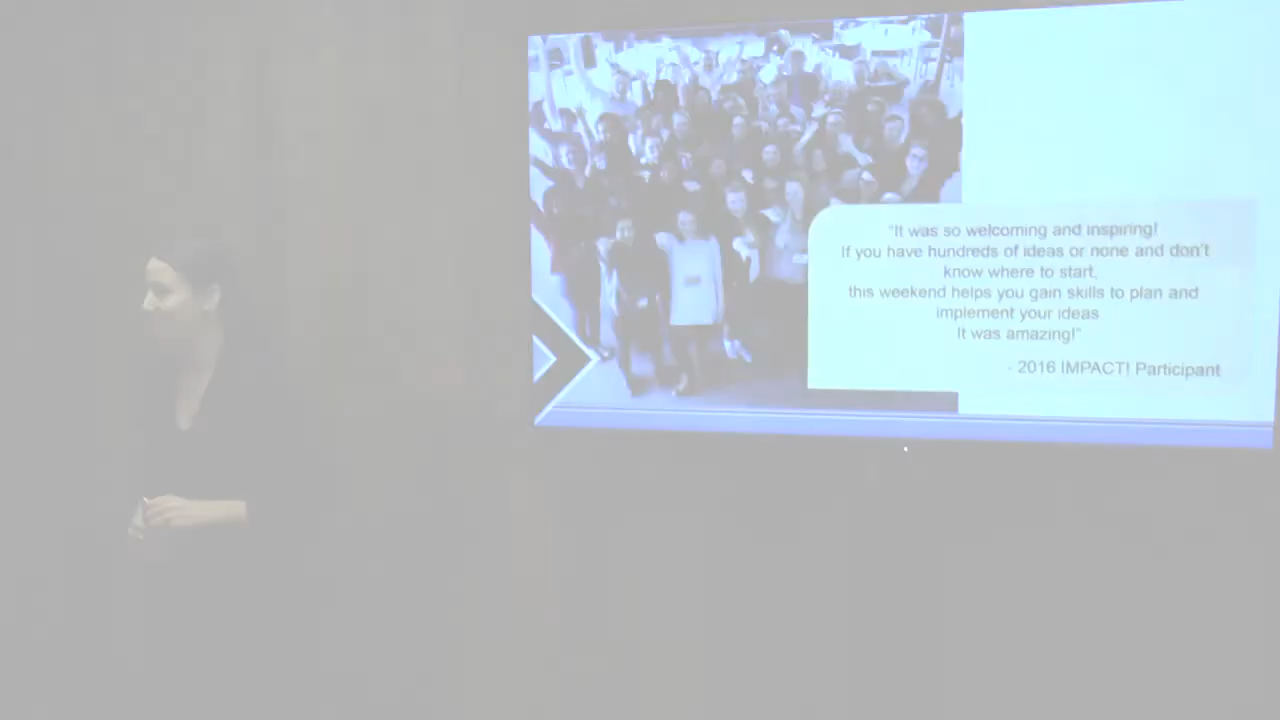 "It was so welcoming and inspiring!
If you have hundreds of ideas or none and don't
know where to start,
this weekend helps you gain skills to plan and
implement your ideas
It was amazing!"
- 2016 IMPACT! Participant